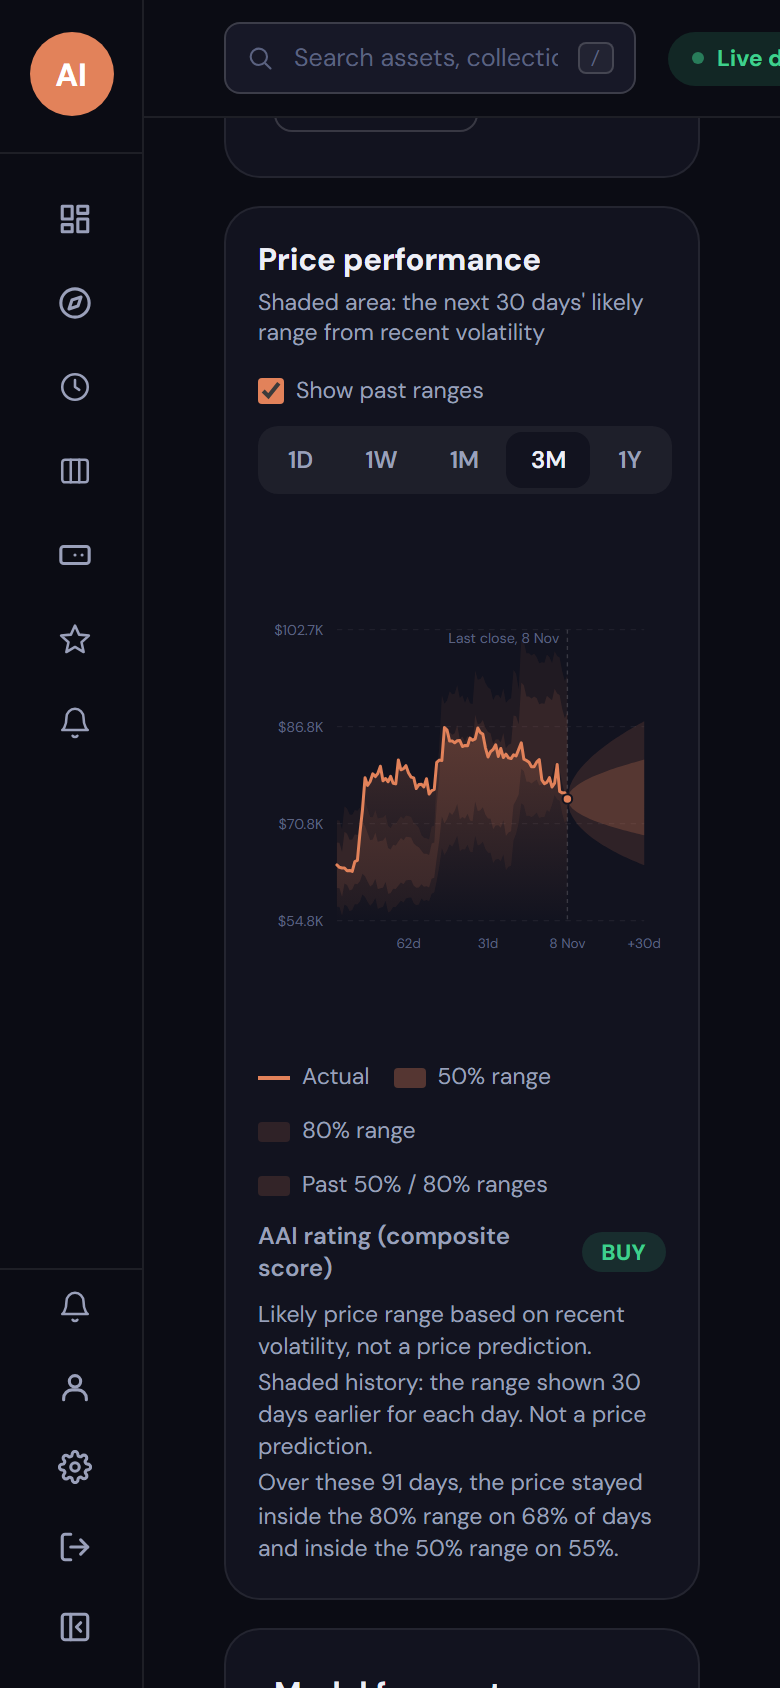 AI
Search assets, collectic
/
Live d
Price performance
Shaded area: the next 30 days' likely
range from recent volatility
Show past ranges
1D 1W 1M 3M 1Y
$102.7K
Last close, 8 Nov
$86.8K
$70.8K
$54.8K
62d 31d 8 Nov +30d
Actual 50% range
80% range
Past 50% / 80% ranges
AAI rating (composite
score)
BUY
Likely price range based on recent
volatility, not a price prediction.
Shaded history: the range shown 30
days earlier for each day. Not a price
prediction.
Over these 91 days, the price stayed
inside the 80% range on 68% of days
and inside the 50% range on 55%.